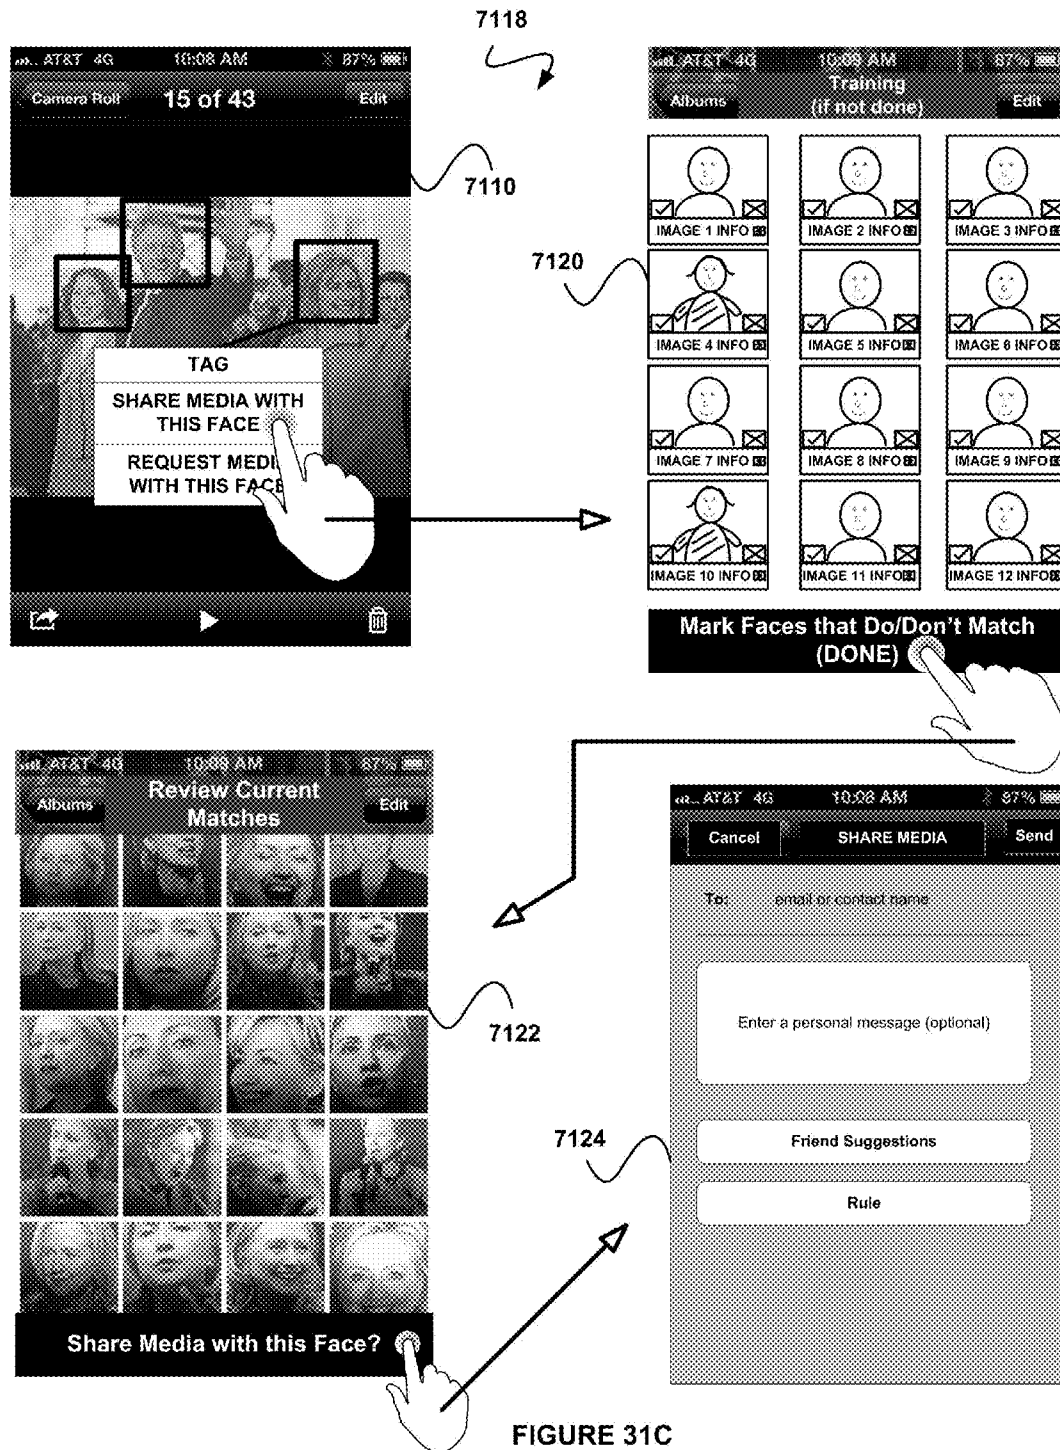 7118
AT&T 4G 10:08 AM 87%
Camera Roll 15 of 43 Edit
7110
TAG
SHARE MEDIA WITH
THIS FACE
REQUEST MEDI
WITH THIS FACE
AT&T 4G 10:09 AM 87%
Training
Albums (if not done) Edit
IMAGE 1 INFO IMAGE 2 INFO IMAGE 3 INFO
7120
IMAGE 4 INFO IMAGE 5 INFO IMAGE 6 INFO
IMAGE 7 INFO IMAGE 8 INFO IMAGE 9 INFO
IMAGE 10 INFO IMAGE 11 INFO IMAGE 12 INFO
Mark Faces that Do/Don't Match
(DONE)
AT&T 4G 10:08 AM 87%
Review Current
Albums Matches Edit
7122
Share Media with this Face?
AT&T 4G 10:08 AM 87%
Cancel SHARE MEDIA Send
To: email or contact name
Enter a personal message (optional)
7124
Friend Suggestions
Rule
FIGURE 31C